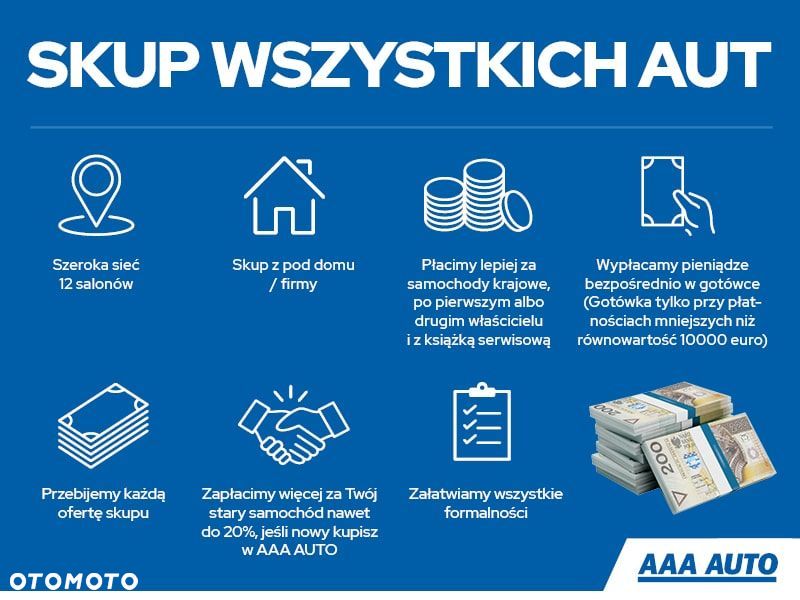 SKUP WSZYSTKICH AUT
Szeroka sieć
12 salonów
Skup z pod domu
/ firmy
Płacimy lepiej za
samochody krajowe,
po pierwszym albo
drugim właścicielu
i z książką serwisową
Wypłacamy pieniądze
bezpośrednio w gotówce
(Gotówka tylko przy płat-
nościach mniejszych niż
równowartość 10000 euro)
Przebijemy każdą
ofertę skupu
Zapłacimy więcej za Twój
stary samochód nawet
do 20%, jeśli nowy kupisz
w AAA AUTO
Załatwiamy wszystkie
formalności
200
200
OTOMOTO
AAA AUTO